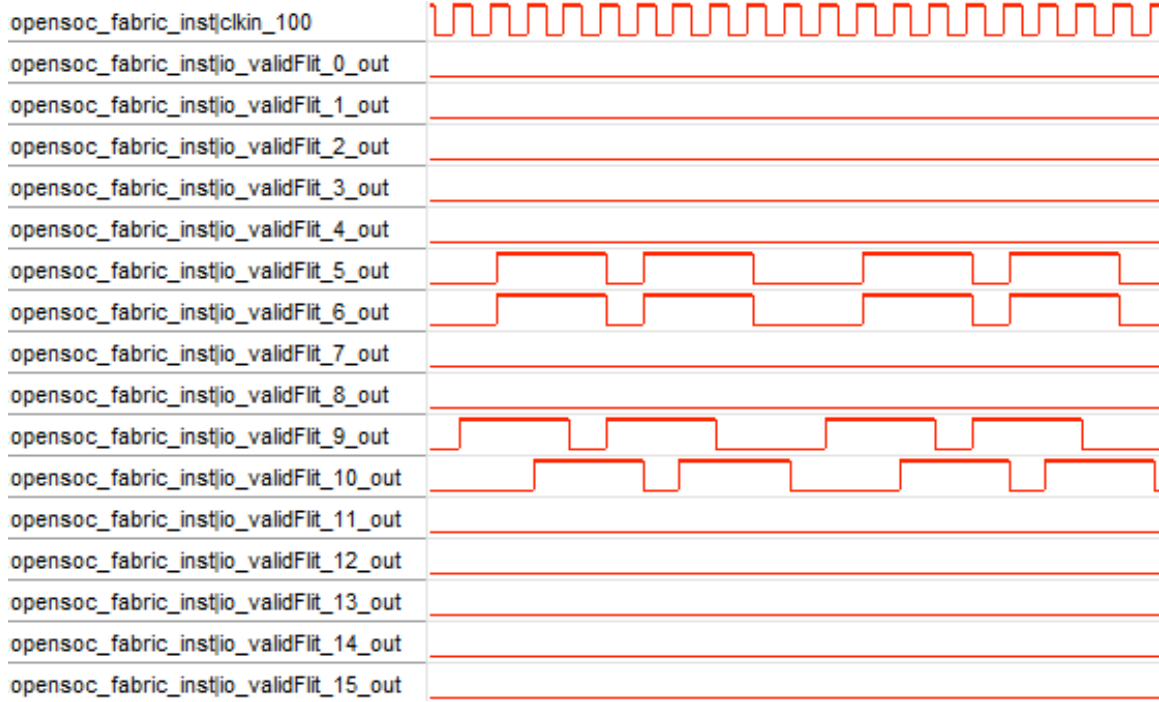 opensoc_fabric_inst|clkin_100
opensoc_fabric_inst|io_validFlit_0_out
opensoc_fabric_inst|io_validFlit_1_out
opensoc_fabric_inst|io_validFlit_2_out
opensoc_fabric_inst|io_validFlit_3_out
opensoc_fabric_inst|io_validFlit_4_out
opensoc_fabric_inst|io_validFlit_5_out
opensoc_fabric_inst|io_validFlit_6_out
opensoc_fabric_inst|io_validFlit_7_out
opensoc_fabric_inst|io_validFlit_8_out
opensoc_fabric_inst|io_validFlit_9_out
opensoc_fabric_inst|io_validFlit_10_out
opensoc_fabric_inst|io_validFlit_11_out
opensoc_fabric_inst|io_validFlit_12_out
opensoc_fabric_inst|io_validFlit_13_out
opensoc_fabric_inst|io_validFlit_14_out
opensoc_fabric_inst|io_validFlit_15_out